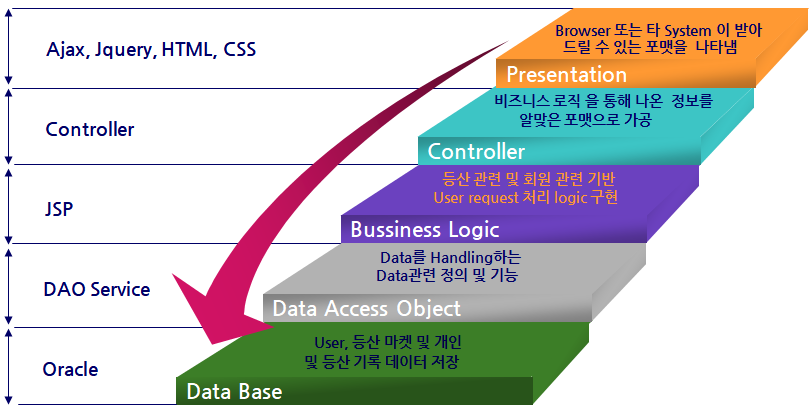 Ajax, Jquery, HTML, CSS
Browser 또는 타 System 이 받아
드릴 수 있는 포맷을 나타냄
Presentation
Controller
비즈니스 로직 을 통해 나온 정보를
알맞은 포맷으로 가공
Controller
JSP
등산 관련 및 회원 관련 기반
User request 처리 logic 구현
Bussiness Logic
DAO Service
Data를 Handling하는
Data관련 정의 및 기능
Data Access Object
Oracle
User, 등산 마켓 및 개인
및 등산 기록 데이터 저장
Data Base